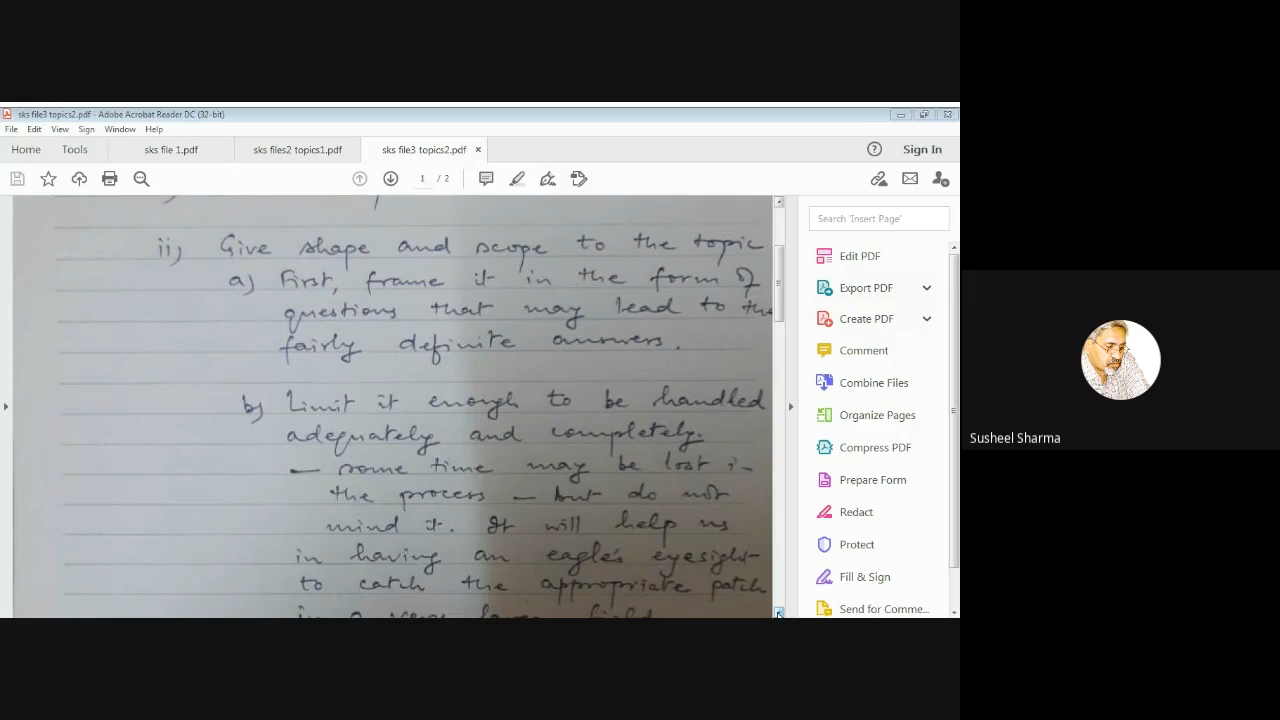 sks file3 topics2.pdf - Adobe Acrobat Reader DC (32-bit)
File Edit View Sign Window Help
Home Tools sks file 1.pdf sks files2 topics1.pdf sks file3 topics2.pdf × ? Sign In
1 / 2
ii) Give shape and scope to the topic
a) First, frame it in the form of
questions that may lead to the
fairly definite answers.
b) Limit it enough to be handled
adequately and completely.
— some time may be lost in
the process — but do not
mind it. It will help us
in having an eagle's eyesight
to catch the appropriate patch
in a
Search 'Insert Page'
Edit PDF
Export PDF
Create PDF
Comment
Combine Files
Organize Pages
Compress PDF
Prepare Form
Redact
Protect
Fill & Sign
Send for Comme...
Susheel Sharma